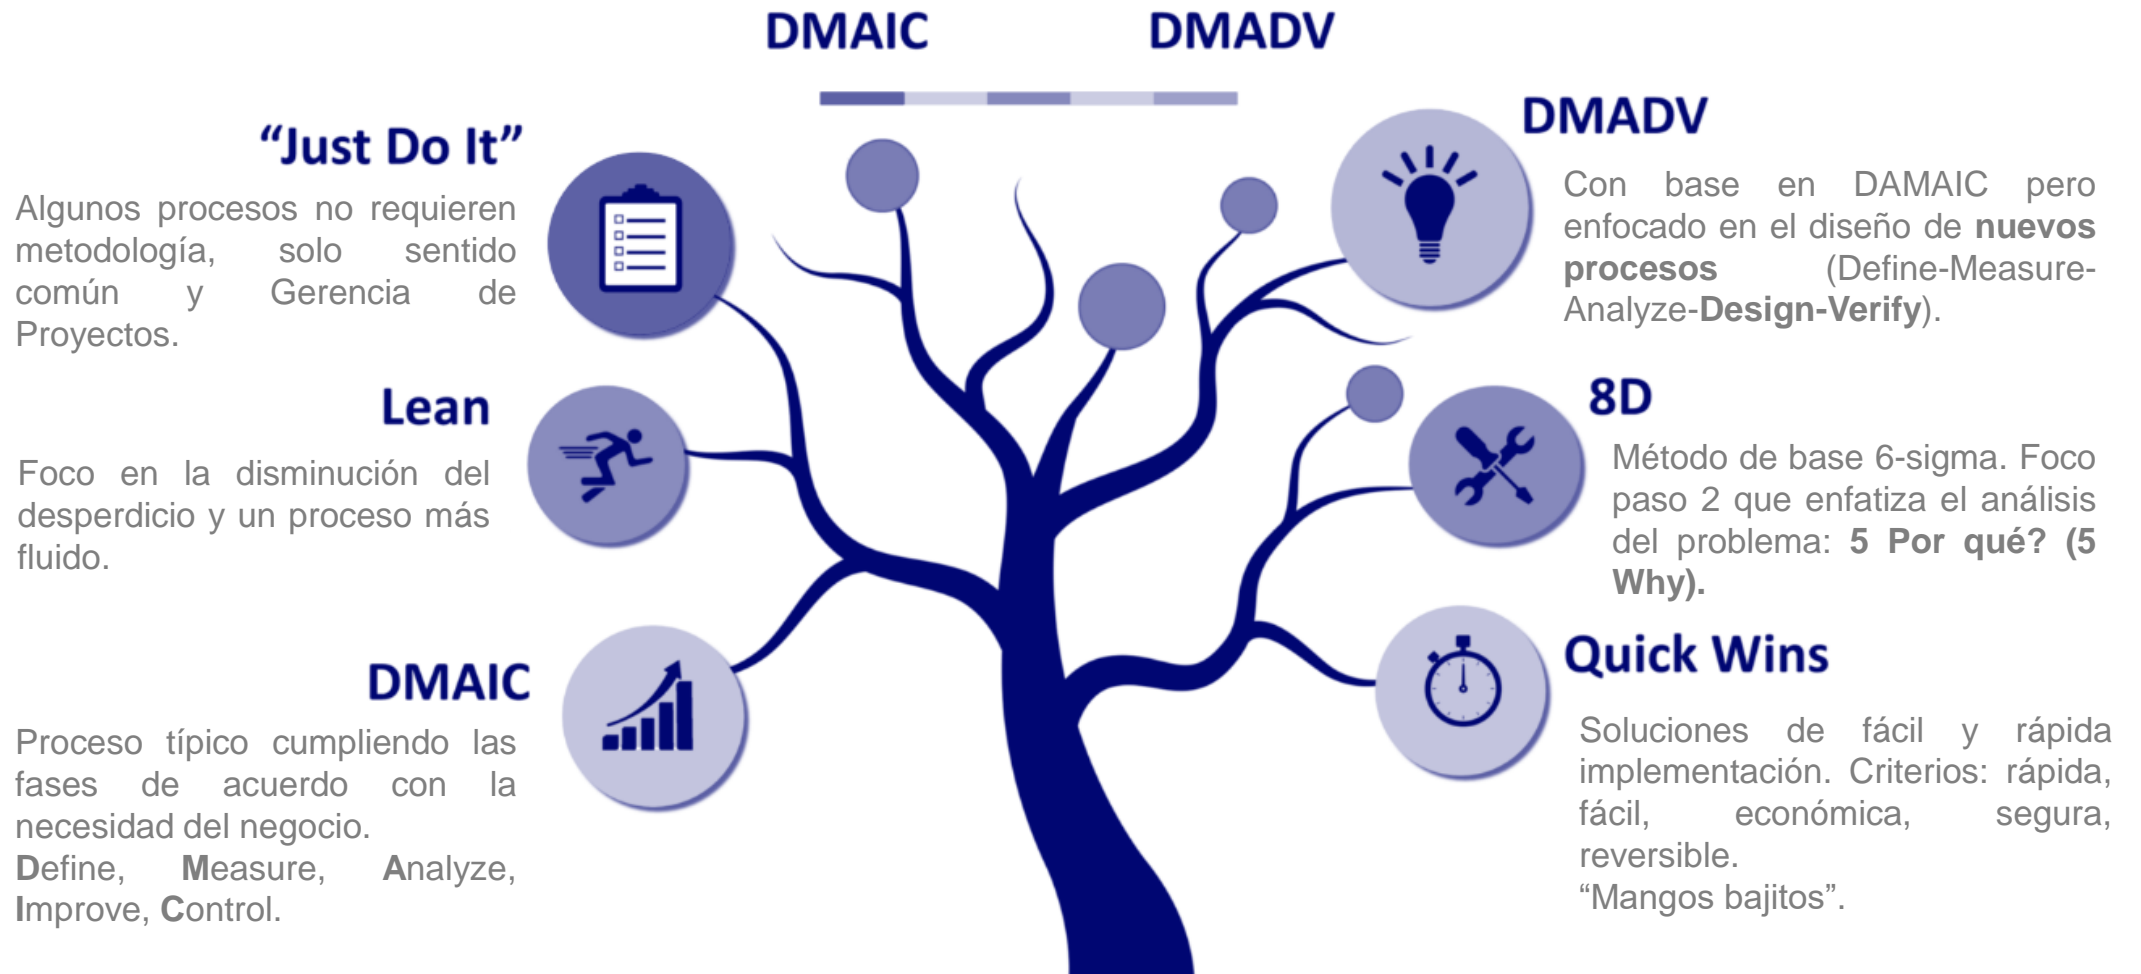 DMAIC
DMADV
“Just Do It”
Algunos procesos no requieren
metodología, solo sentido
común y Gerencia de
Proyectos.
Lean
Foco en la disminución del
desperdicio y un proceso más
fluido.
DMAIC
Proceso típico cumpliendo las
fases de acuerdo con la
necesidad del negocio.
Define, Measure, Analyze,
Improve, Control.
DMADV
Con base en DAMAIC pero
enfocado en el diseño de nuevos
procesos (Define-Measure-
Analyze-Design-Verify).
8D
Método de base 6-sigma. Foco
paso 2 que enfatiza el análisis
del problema: 5 Por qué? (5
Why).
Quick Wins
Soluciones de fácil y rápida
implementación. Criterios: rápida,
fácil, económica, segura,
reversible.
“Mangos bajitos”.